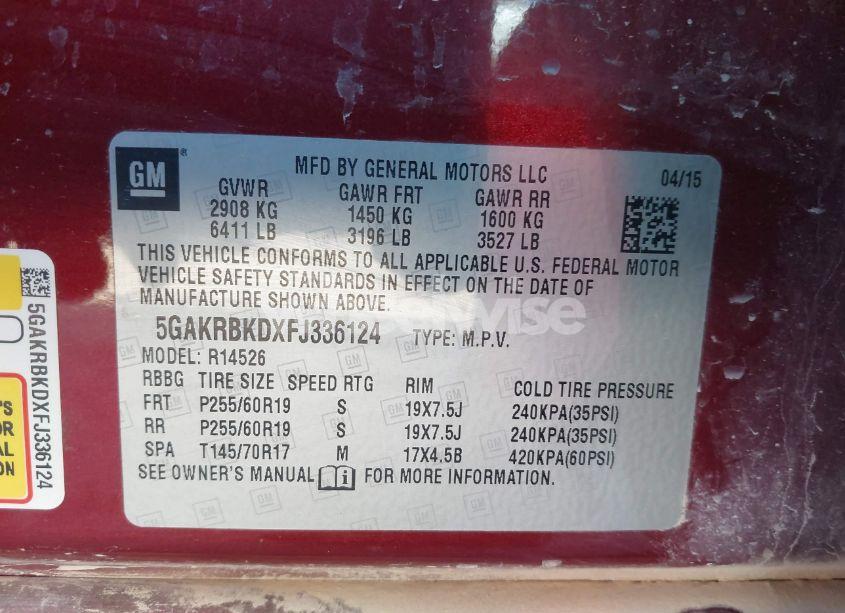 GM ®
MFD BY GENERAL MOTORS LLC
04/15
GVWR GAWR FRT GAWR RR
2908 KG 1450 KG 1600 KG
6411 LB 3196 LB 3527 LB
THIS VEHICLE CONFORMS TO ALL APPLICABLE U.S. FEDERAL MOTOR
VEHICLE SAFETY STANDARDS IN EFFECT ON THE DATE OF
MANUFACTURE SHOWN ABOVE.
5GAKRBKDXFJ336124 TYPE: M.P.V.
MODEL: R14526
RBBG TIRE SIZE SPEED RTG RIM COLD TIRE PRESSURE
FRT P255/60R19 S 19X7.5J 240KPA(35PSI)
RR P255/60R19 S 19X7.5J 240KPA(35PSI)
SPA T145/70R17 M 17X4.5B 420KPA(60PSI)
SEE OWNER'S MANUAL i FOR MORE INFORMATION.
5GAKRBKDXFJ336124